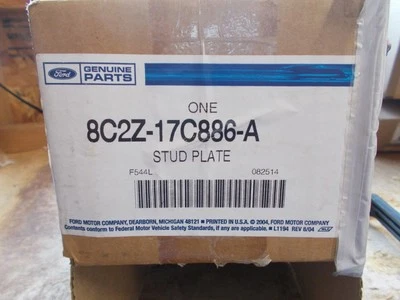 Ford GENUINE PARTS
ONE
8C2Z-17C886-A
STUD PLATE
F544L 082514
FORD MOTOR COMPANY, DEARBORN, MICHIGAN 48121 ● PRINTED IN U.S.A. © 2004, FORD MOTOR COMPANY
Contents conform to Federal Motor Vehicle Safety Standards, if any are applicable. ■ L1194 REV 6/04